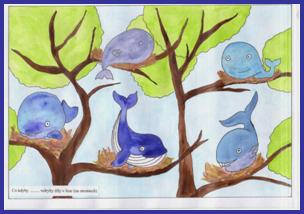 Co kdyby ........ velryby žily v lese (na stromech)